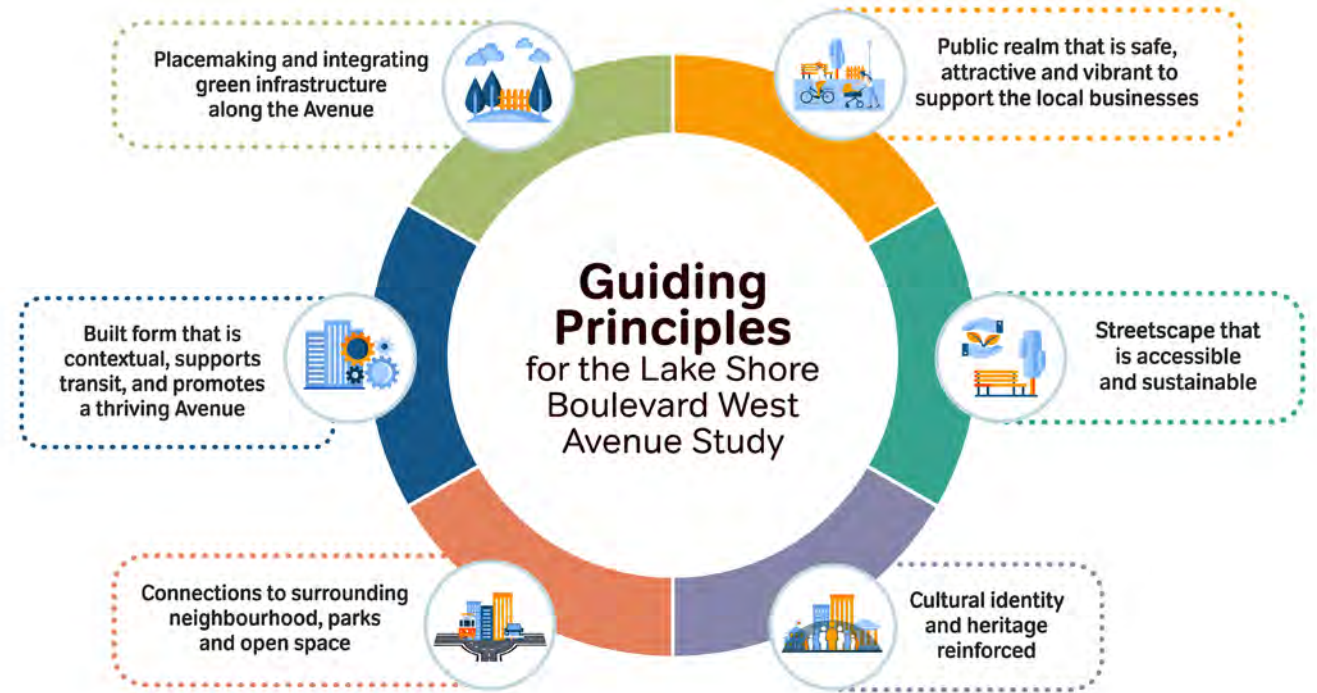 Placemaking and integrating
green infrastructure
along the Avenue
Public realm that is safe,
attractive and vibrant to
support the local businesses
Built form that is
contextual, supports
transit, and promotes
a thriving Avenue
Guiding
Principles
for the Lake Shore
Boulevard West
Avenue Study
Streetscape that
is accessible
and sustainable
Connections to surrounding
neighbourhood, parks
and open space
Cultural identity
and heritage
reinforced